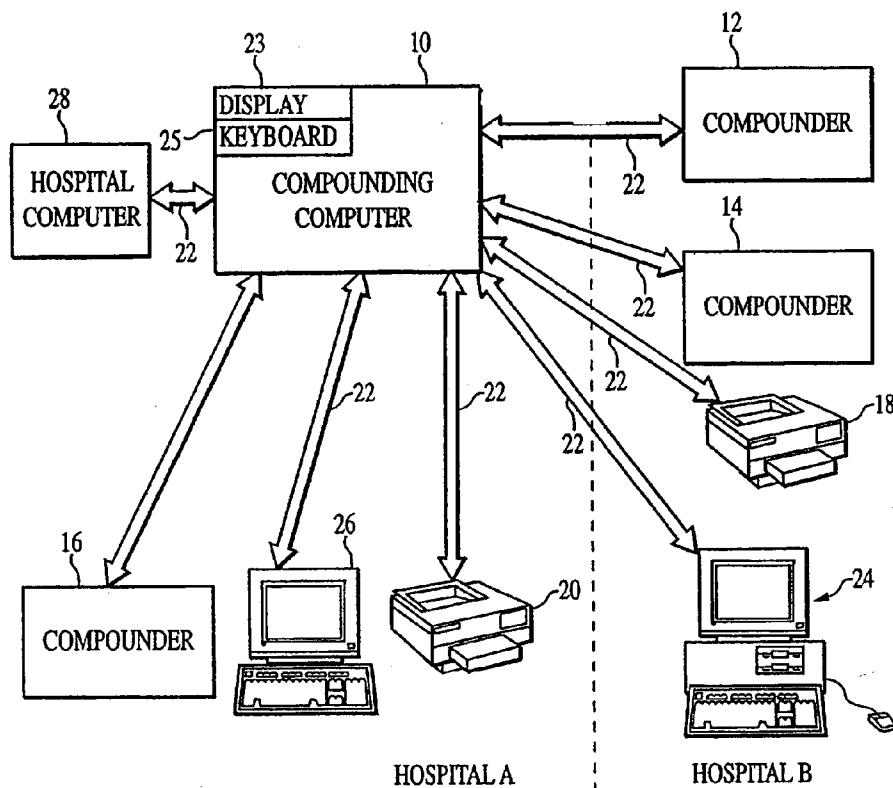 23
10
12
28
DISPLAY
25
KEYBOARD
COMPOUNDER
HOSPITAL
COMPUTER
COMPOUNDING
COMPUTER
22
22
14
22
COMPOUNDER
22
22
22
22
18
16
26
20
24
COMPOUNDER
HOSPITAL A
HOSPITAL B